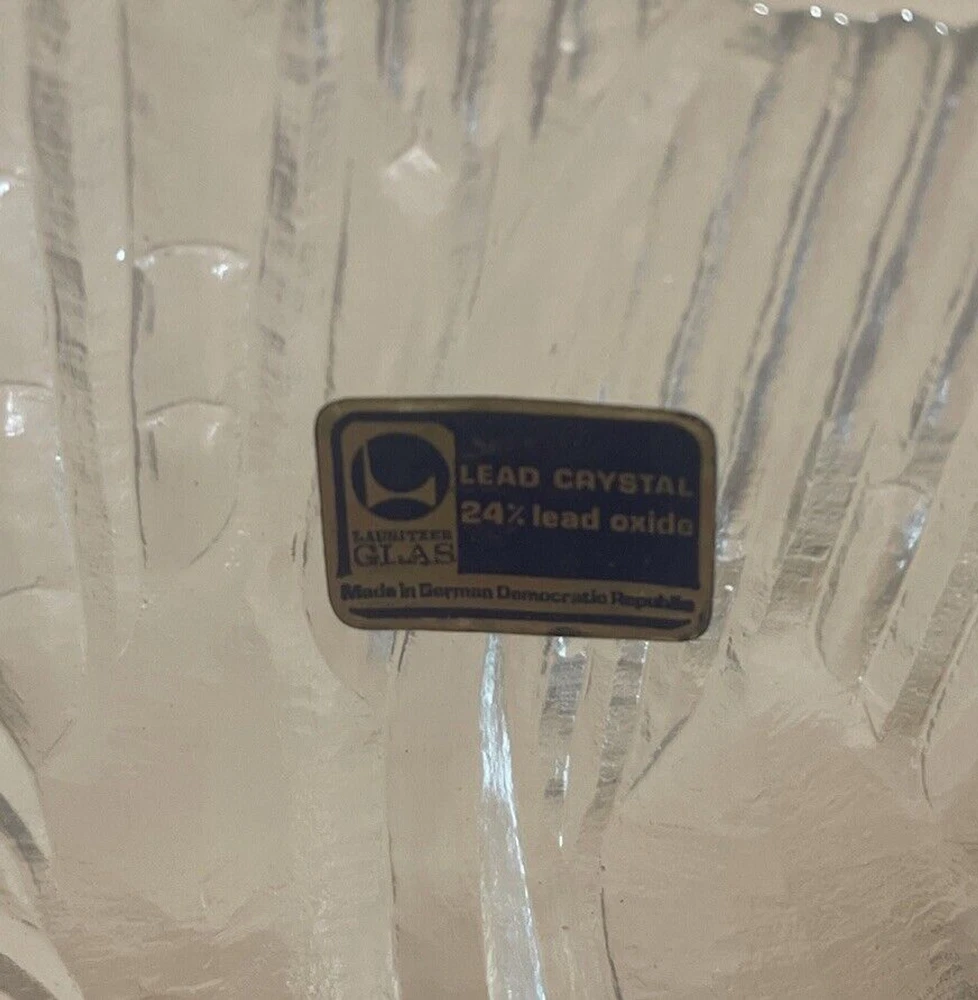 LEAD CRYSTAL
24% lead oxide
LAUSITZER
GLAS
Made in German Democratic Republic